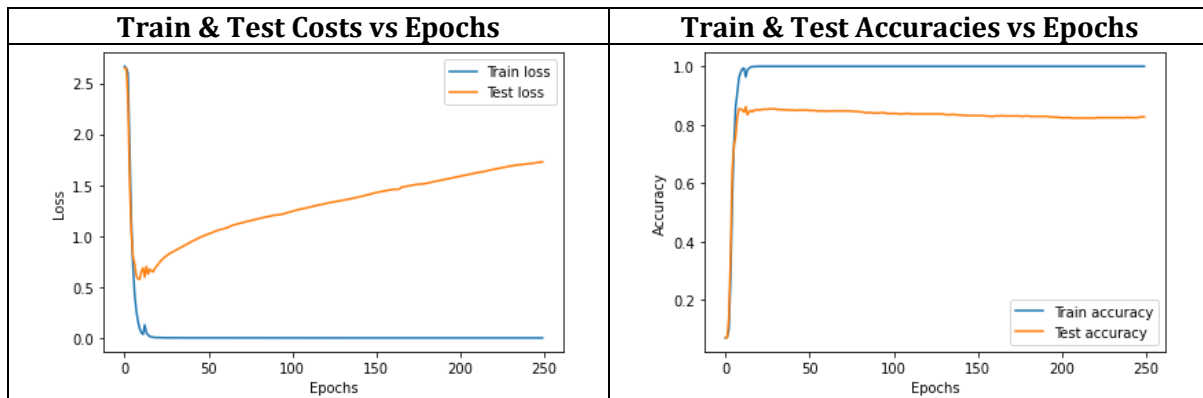 Train & Test Costs vs Epochs
Train & Test Accuracies vs Epochs
Train loss
Test loss
2.5
2.0
1.5
1.0
0.5
0.0
Loss
0
50
100
150
200
250
Epochs
1.0
0.8
0.6
0.4
0.2
Accuracy
Train accuracy
Test accuracy
0
50
100
150
200
250
Epochs